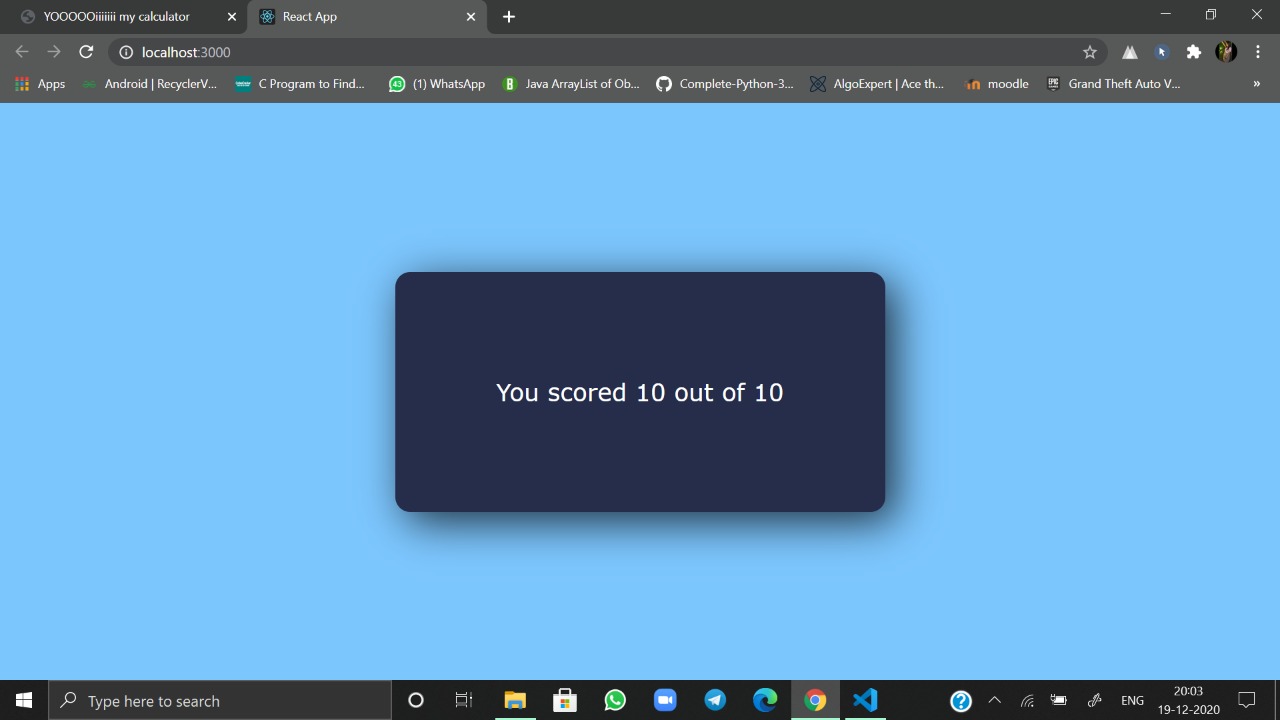 YOOOOOiiiiiii my calculator
React App
localhost:3000
Apps
Android | RecyclerV...
C Program to Find...
43
(1) WhatsApp
Java ArrayList of Ob...
Complete-Python-3...
AlgoExpert | Ace th...
moodle
Grand Theft Auto V...
»
You scored 10 out of 10
Type here to search
ENG
20:03
19-12-2020